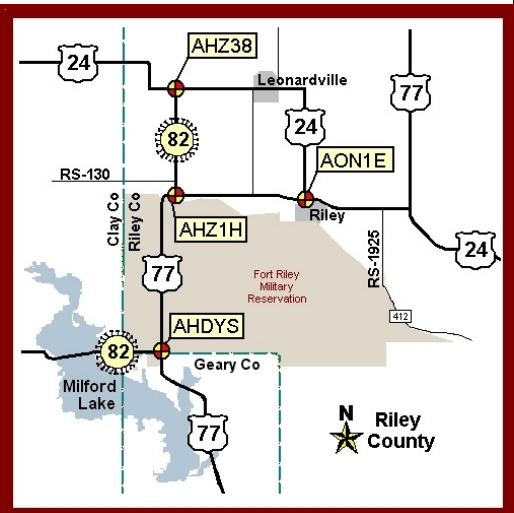 AHZ38
24
Leonardville
77
82
24
AON1E
RS-130
Clay Co
Riley Co
AHZ1H
Riley
RS-1925
24
77
Fort Riley
Military
Reservation
412
AHDYS
82
Geary Co
Milford
Lake
77
N
Riley
County